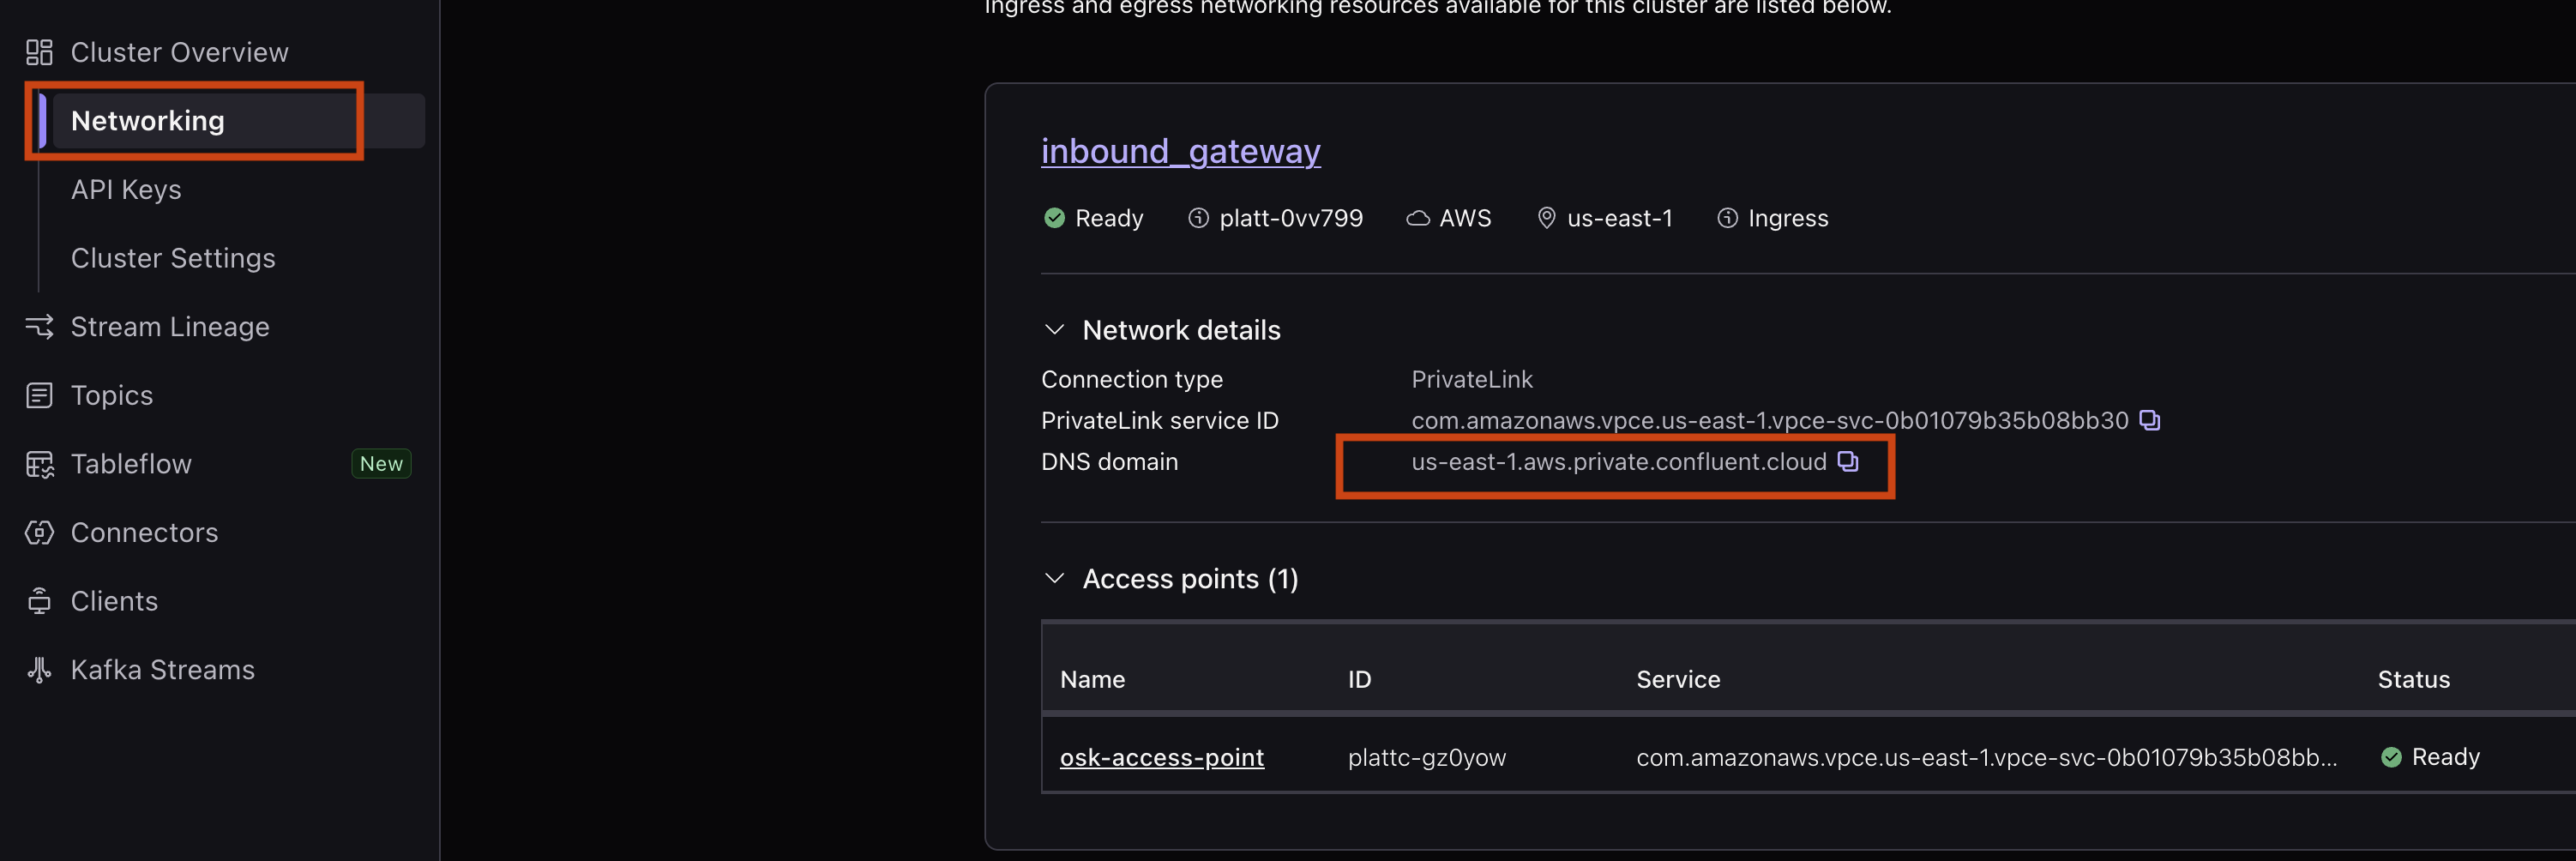 Ingress and egress networking resources available for this cluster are listed below.
Cluster Overview
Networking
API Keys
Cluster Settings
Stream Lineage
Topics
Tableflow New
Connectors
Clients
Kafka Streams
inbound_gateway
Ready platt-0vv799 AWS us-east-1 Ingress
Network details
Connection type PrivateLink
PrivateLink service ID com.amazonaws.vpce.us-east-1.vpce-svc-0b01079b35b08bb30
DNS domain us-east-1.aws.private.confluent.cloud
Access points (1)
Name ID Service Status
osk-access-point plattc-gz0yow com.amazonaws.vpce.us-east-1.vpce-svc-0b01079b35b08bb... Ready